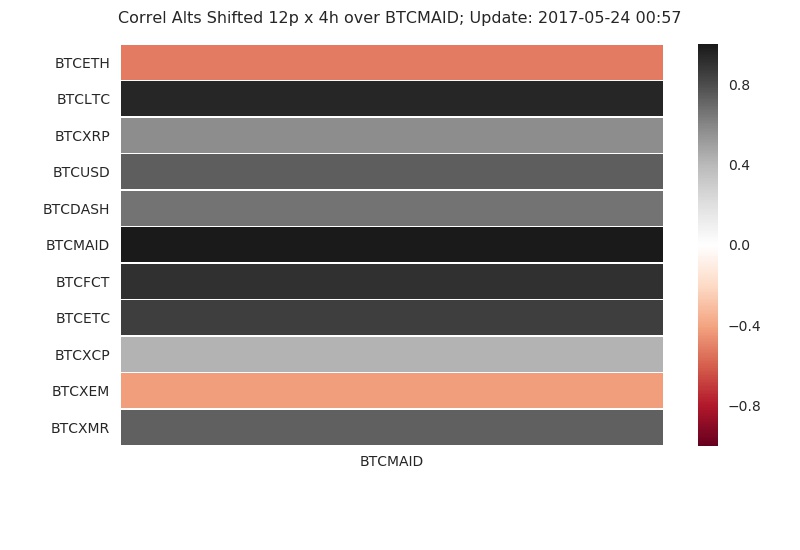 Correl Alts Shifted 12p x 4h over BTCMAID; Update: 2017-05-24 00:57
BTCETH
BTCLTC
BTCXRP
BTCUSD
BTCDASH
BTCMAID
BTCFCT
BTCETC
BTCXCP
BTCXEM
BTCXMR
BTCMAID
0.8
0.4
0.0
−0.4
−0.8